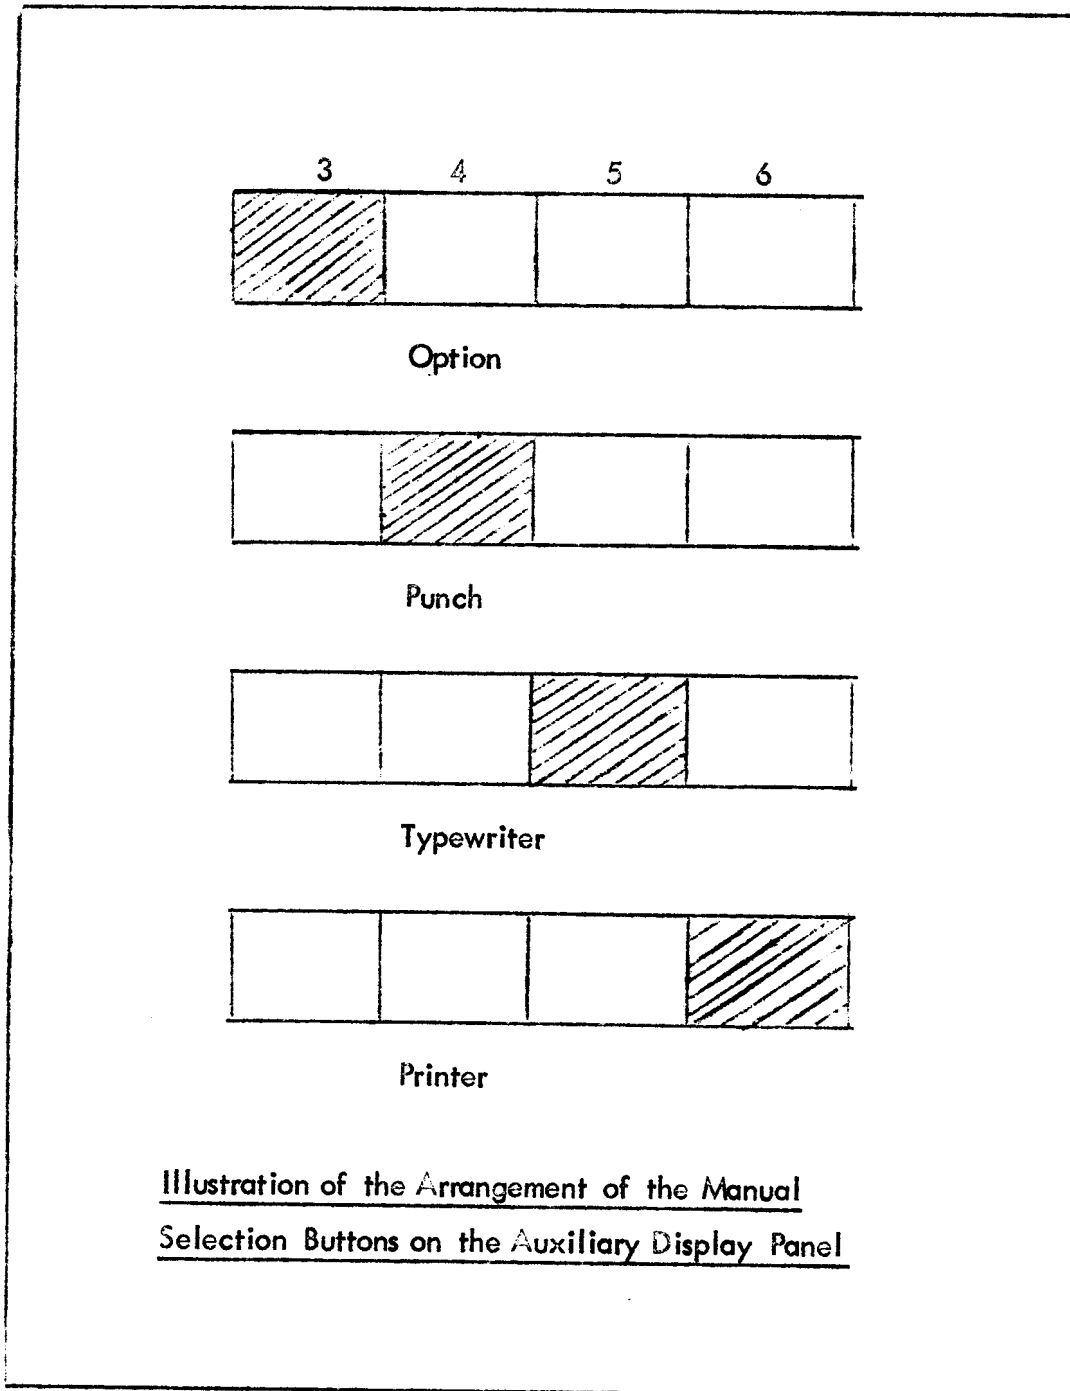 3 4 5 6
Option
Punch
Typewriter
Printer
Illustration of the Arrangement of the Manual
Selection Buttons on the Auxiliary Display Panel